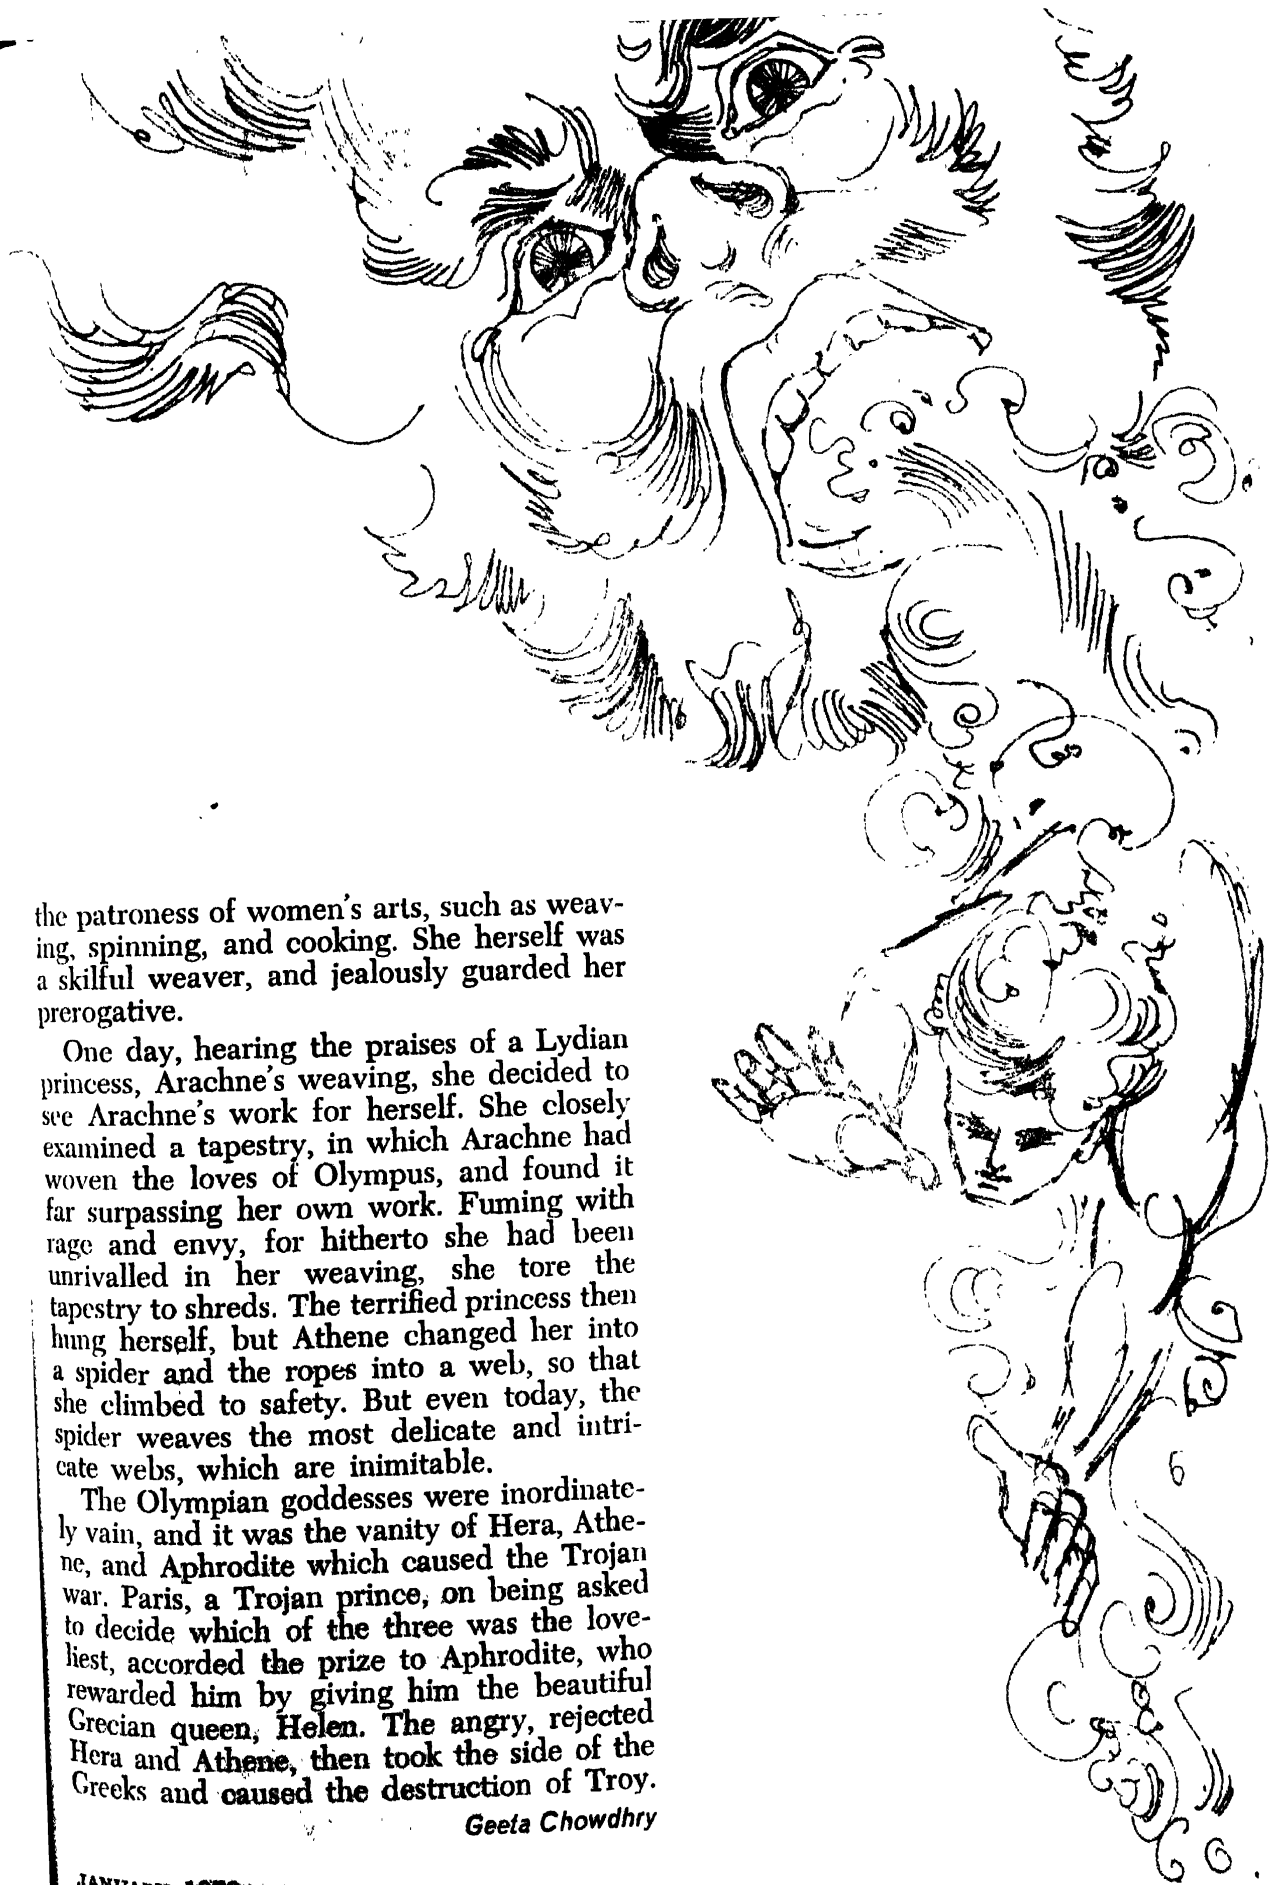 the patroness of women's arts, such as weav-
ing, spinning, and cooking. She herself was
a skilful weaver, and jealously guarded her
prerogative.
One day, hearing the praises of a Lydian
princess, Arachne's weaving, she decided to
see Arachne's work for herself. She closely
examined a tapestry, in which Arachne had
woven the loves of Olympus, and found it
far surpassing her own work. Fuming with
rage and envy, for hitherto she had been
unrivalled in her weaving, she tore the
tapestry to shreds. The terrified princess then
hung herself, but Athene changed her into
a spider and the ropes into a web, so that
she climbed to safety. But even today, the
spider weaves the most delicate and intri-
cate webs, which are inimitable.
The Olympian goddesses were inordinate-
ly vain, and it was the vanity of Hera, Athe-
ne, and Aphrodite which caused the Trojan
war. Paris, a Trojan prince, on being asked
to decide which of the three was the love-
liest, accorded the prize to Aphrodite, who
rewarded him by giving him the beautiful
Grecian queen, Helen. The angry, rejected
Hera and Athene, then took the side of the
Greeks and caused the destruction of Troy.
Geeta Chowdhry
JANUARY